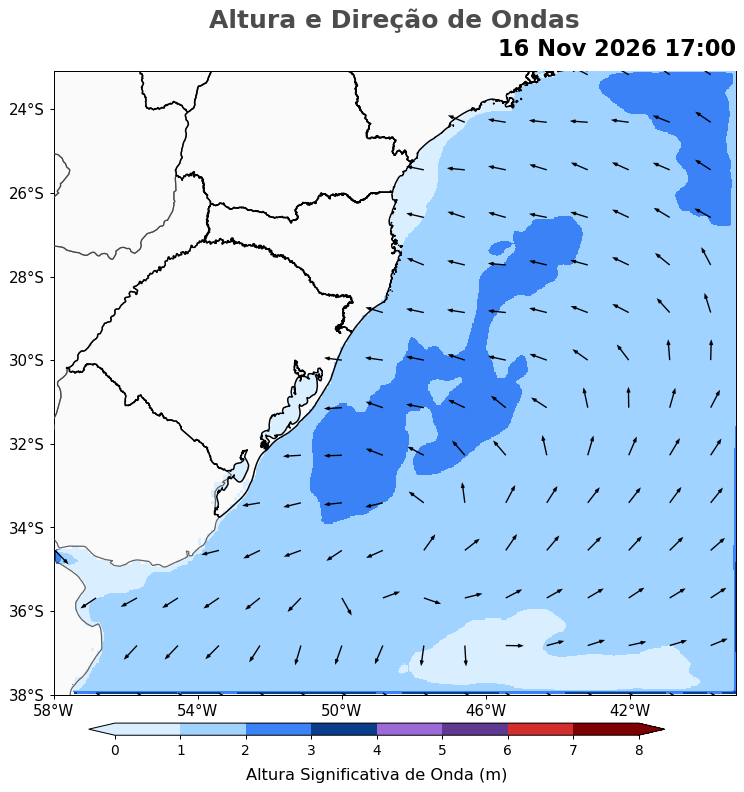 Altura e Direção de Ondas
16 Nov 2026 17:00
24°S
26°S
28°S
30°S
32°S
34°S
36°S
38°S
58°W 54°W 50°W 46°W 42°W
0 1 2 3 4 5 6 7 8
Altura Significativa de Onda (m)